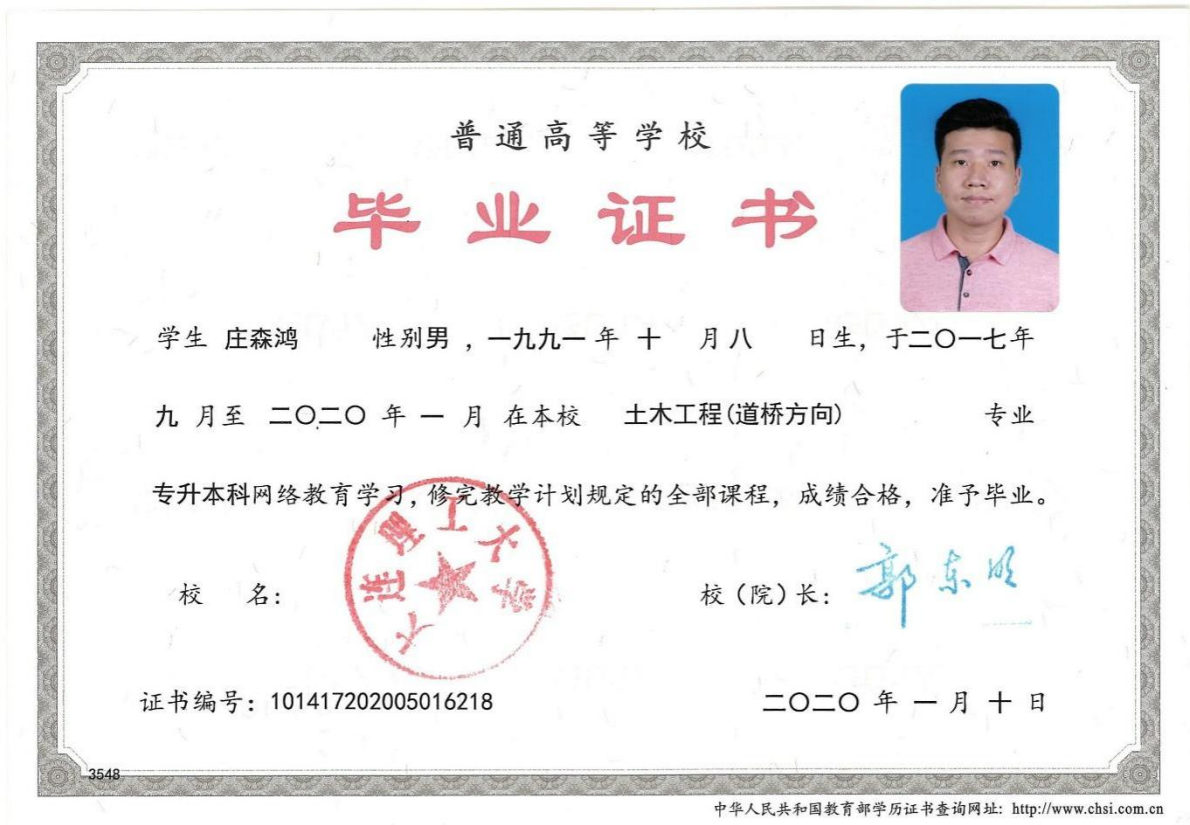 普通高等学校
毕业证书
学生 庄森鸿 性别男，一九九一年 十 月八 日生，于二〇一七年
九 月至 二〇二〇 年 一 月 在本校 土木工程(道桥方向) 专业
专升本科网络教育学习，修完教学计划规定的全部课程，成绩合格，准予毕业。
大连理工大学
校 名： 校（院）长： 郭东明
证书编号：101417202005016218 二〇二〇 年 一 月 十 日
3548
中华人民共和国教育部学历证书查询网址：http://www.chsi.com.cn